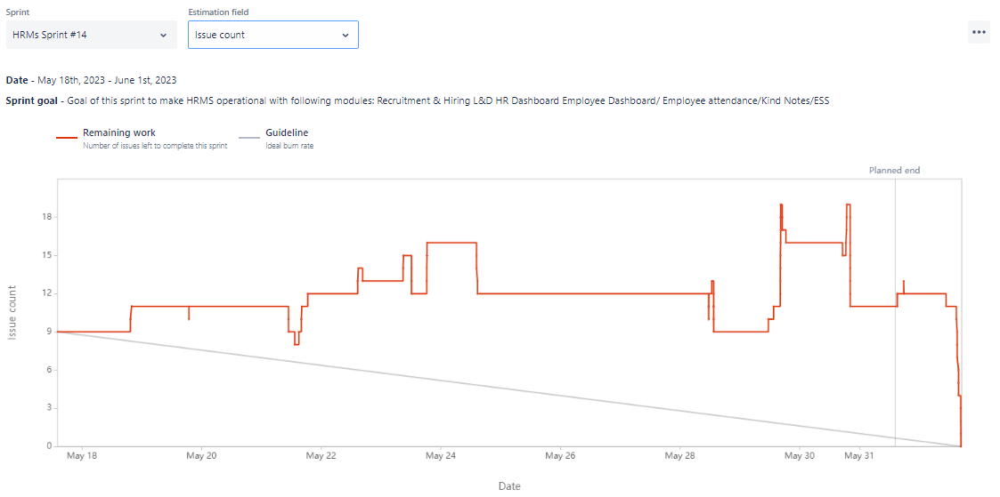 Sprint
Estimation field
HRMs Sprint #14
Issue count
Date - May 18th, 2023 - June 1st, 2023
Sprint goal - Goal of this sprint to make HRMS operational with following modules: Recruitment & Hiring L&D HR Dashboard Employee Dashboard/ Employee attendance/Kind Notes/ESS
Remaining work
Number of issues left to complete this sprint
Guideline
Ideal burn rate
Planned end
18
15
12
9
6
3
0
Issue count
May 18
May 20
May 22
May 24
May 26
May 28
May 30
May 31
Date